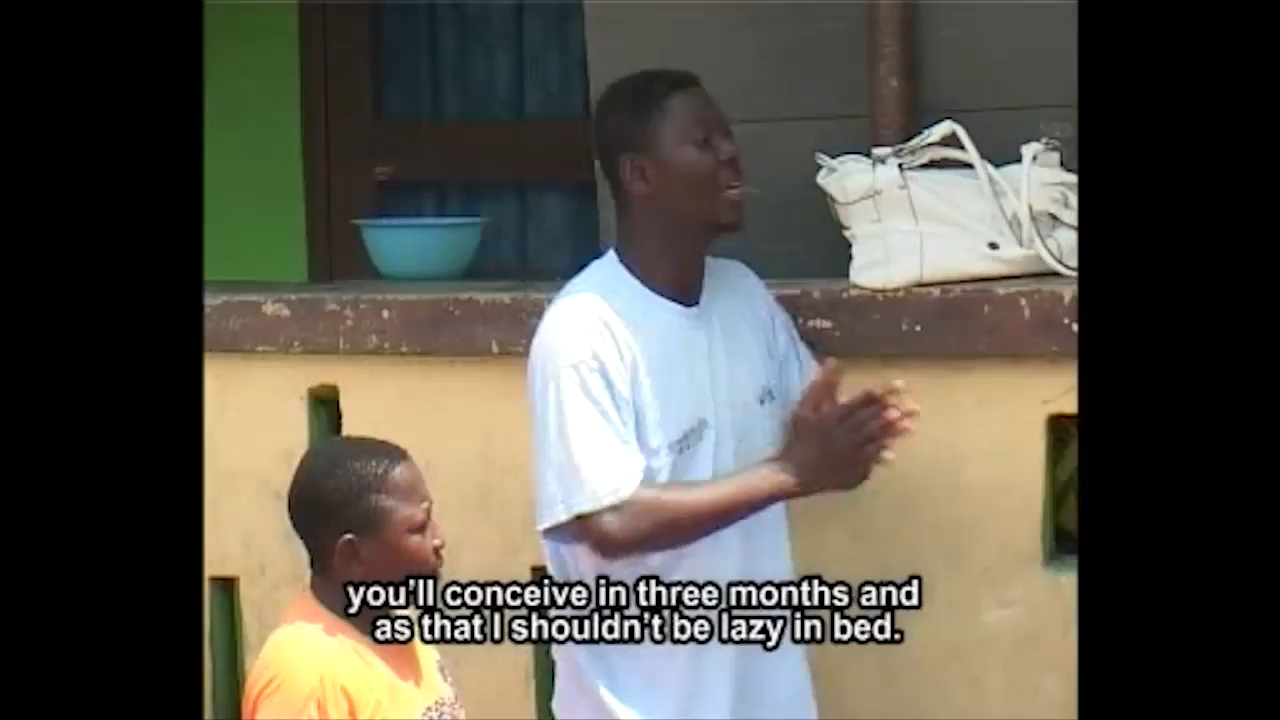 you'll conceive in three months and
as that I shouldn't be lazy in bed.